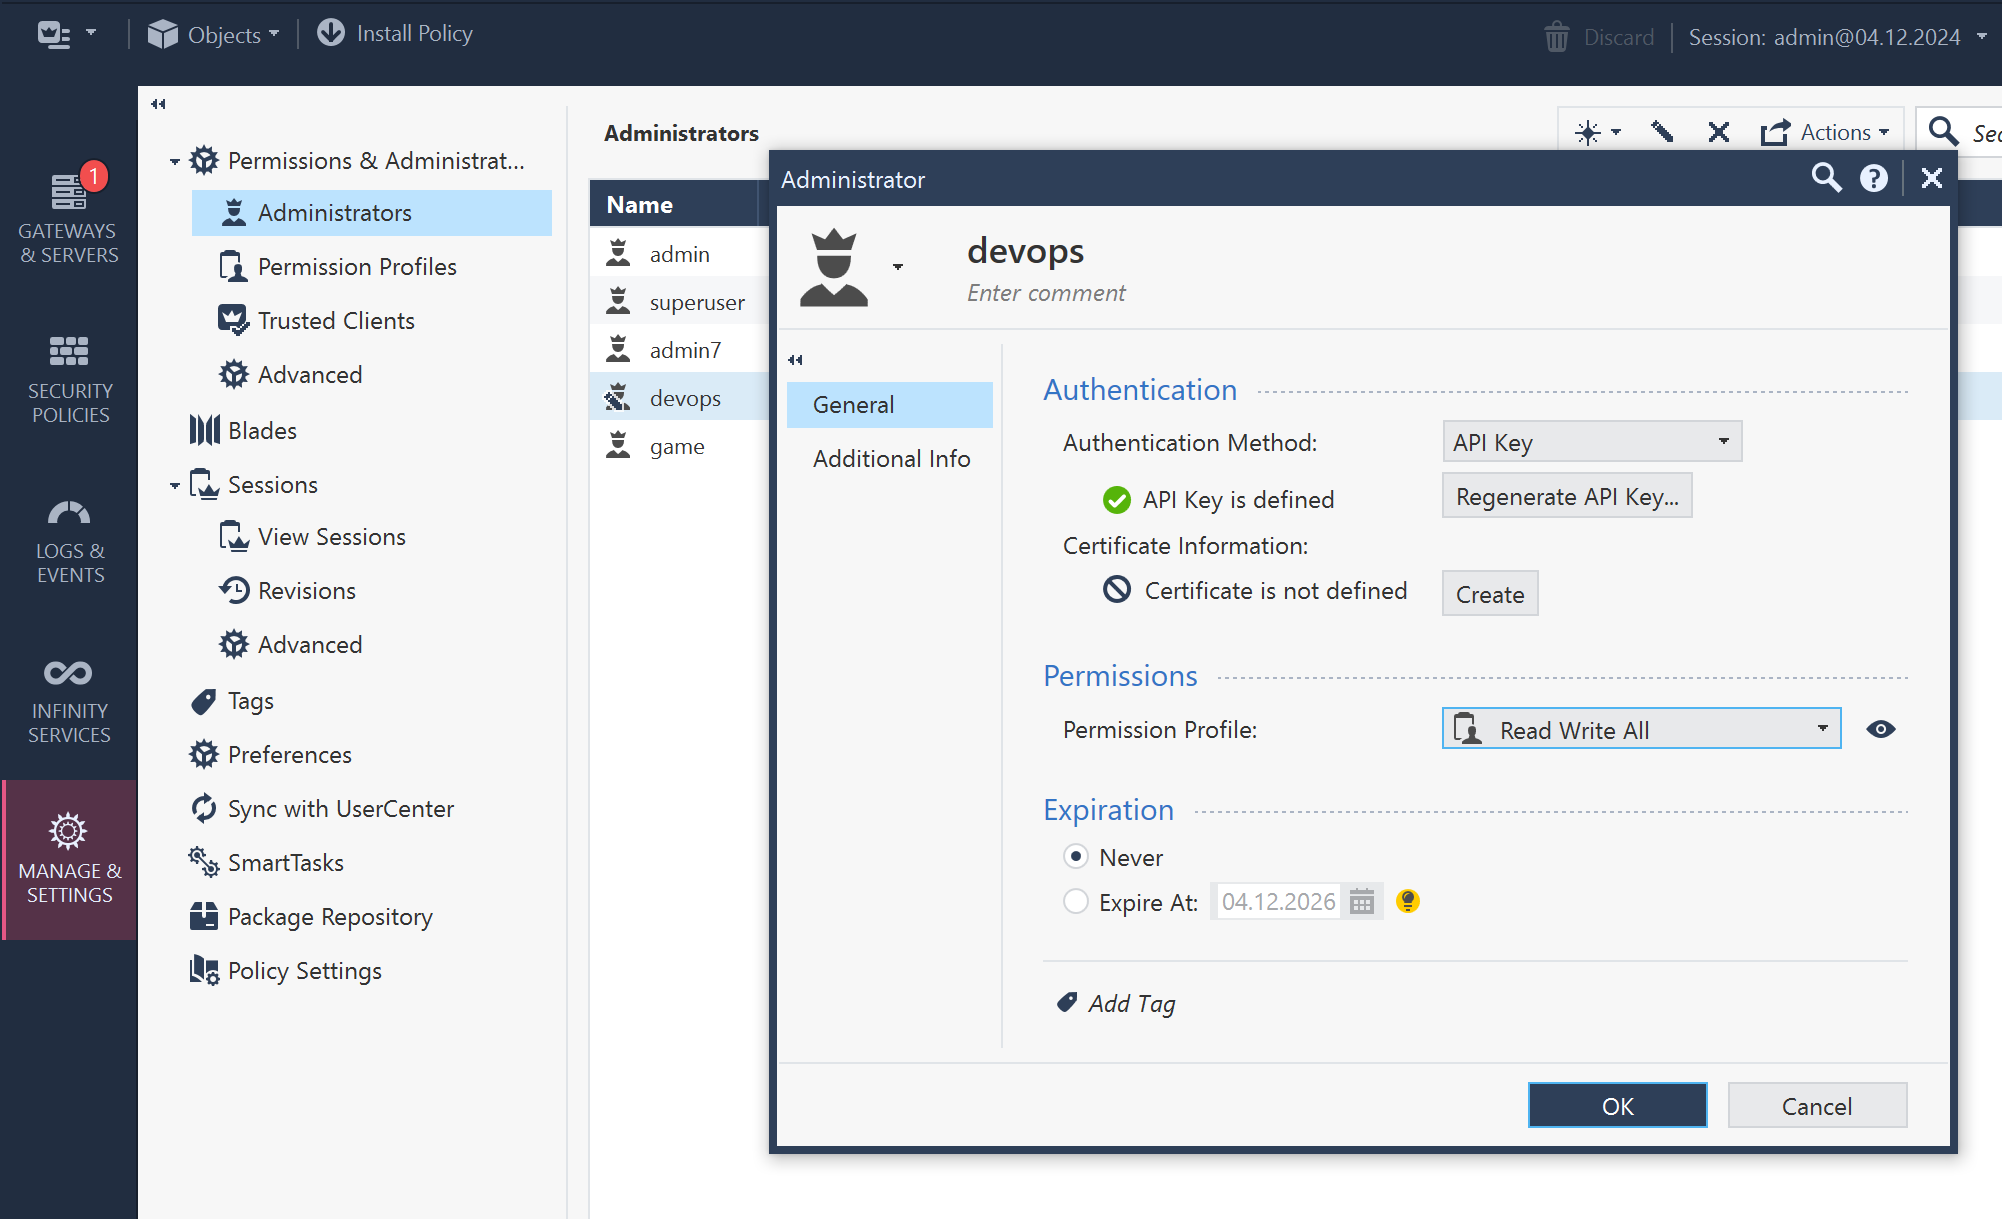 Objects
Install Policy
Discard
Session: admin@04.12.2024
1
GATEWAYS
& SERVERS
SECURITY
POLICIES
LOGS &
EVENTS
INFINITY
SERVICES
MANAGE &
SETTINGS
Permissions & Administrat...
Administrators
Permission Profiles
Trusted Clients
Advanced
Blades
Sessions
View Sessions
Revisions
Advanced
Tags
Preferences
Sync with UserCenter
SmartTasks
Package Repository
Policy Settings
Administrators
Actions
Name
admin
superuser
admin7
devops
game
Administrator
?
devops
Enter comment
General
Additional Info
Authentication
Authentication Method:
API Key
API Key is defined
Regenerate API Key...
Certificate Information:
Certificate is not defined
Create
Permissions
Permission Profile:
Read Write All
Expiration
Never
Expire At:
04.12.2026
Add Tag
OK
Cancel